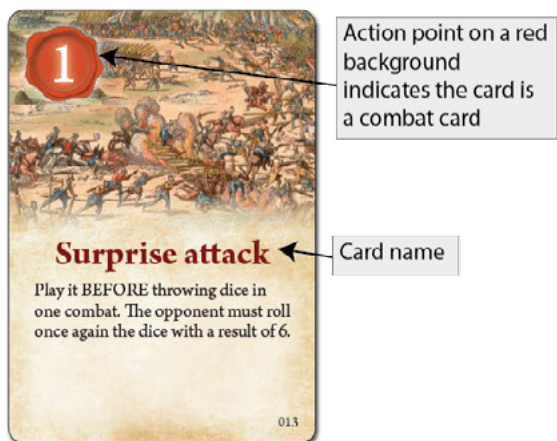 1
Action point on a red
background
indicates the card is
a combat card
Surprise attack
Card name
Play it BEFORE throwing dice in
one combat. The opponent must roll
once again the dice with a result of 6.
013